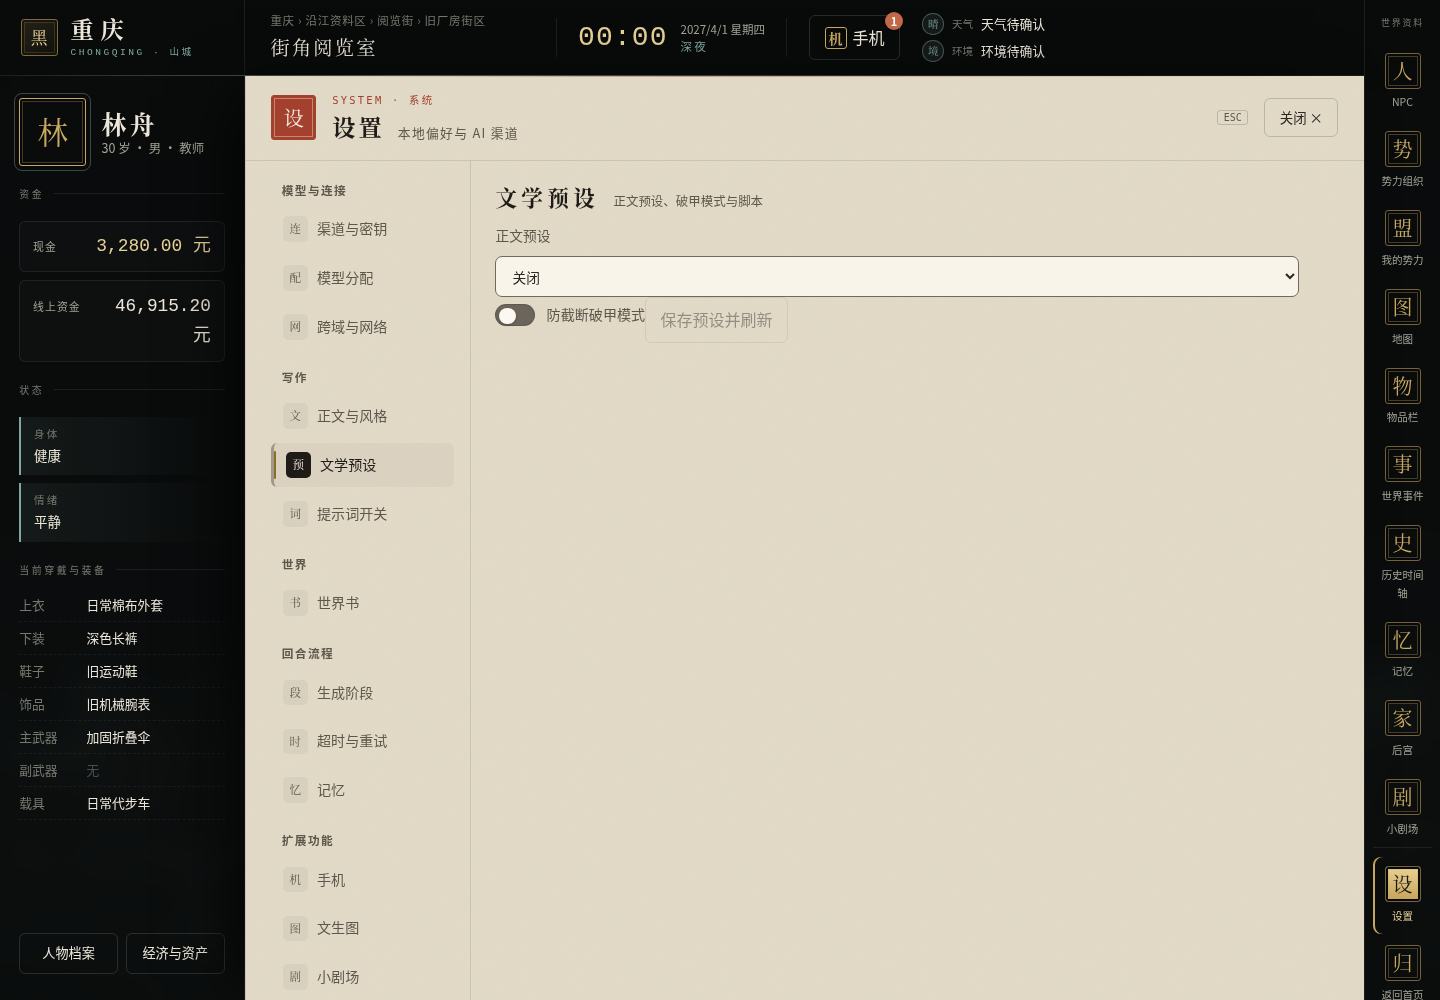 黑
重庆
CHONGQING · 山城
重庆 › 沿江资料区 › 阅览街 › 旧厂房街区
街角阅览室
00:00
2027/4/1 星期四
深夜
机 手机
1
晴 天气 天气待确认
境 环境 环境待确认
林
林舟
30 岁 • 男 • 教师
资金
现金 3,280.00 元
线上资金 46,915.20
元
状态
身体
健康
情绪
平静
当前穿戴与装备
上衣 日常棉布外套
下装 深色长裤
鞋子 旧运动鞋
饰品 旧机械腕表
主武器 加固折叠伞
副武器 无
载具 日常代步车
人物档案
经济与资产
设
SYSTEM · 系统
设置 本地偏好与 AI 渠道
ESC
关闭 ×
模型与连接
连 渠道与密钥
配 模型分配
网 跨域与网络
写作
文 正文与风格
预 文学预设
词 提示词开关
世界
书 世界书
回合流程
段 生成阶段
时 超时与重试
忆 记忆
扩展功能
机 手机
图 文生图
剧 小剧场
文学预设 正文预设、破甲模式与脚本
正文预设
关闭
防截断破甲模式
保存预设并刷新
世界资料
人
NPC
势
势力组织
盟
我的势力
图
地图
物
物品栏
事
世界事件
史
历史时间
轴
忆
记忆
家
后宫
剧
小剧场
设
设置
归
返回首页